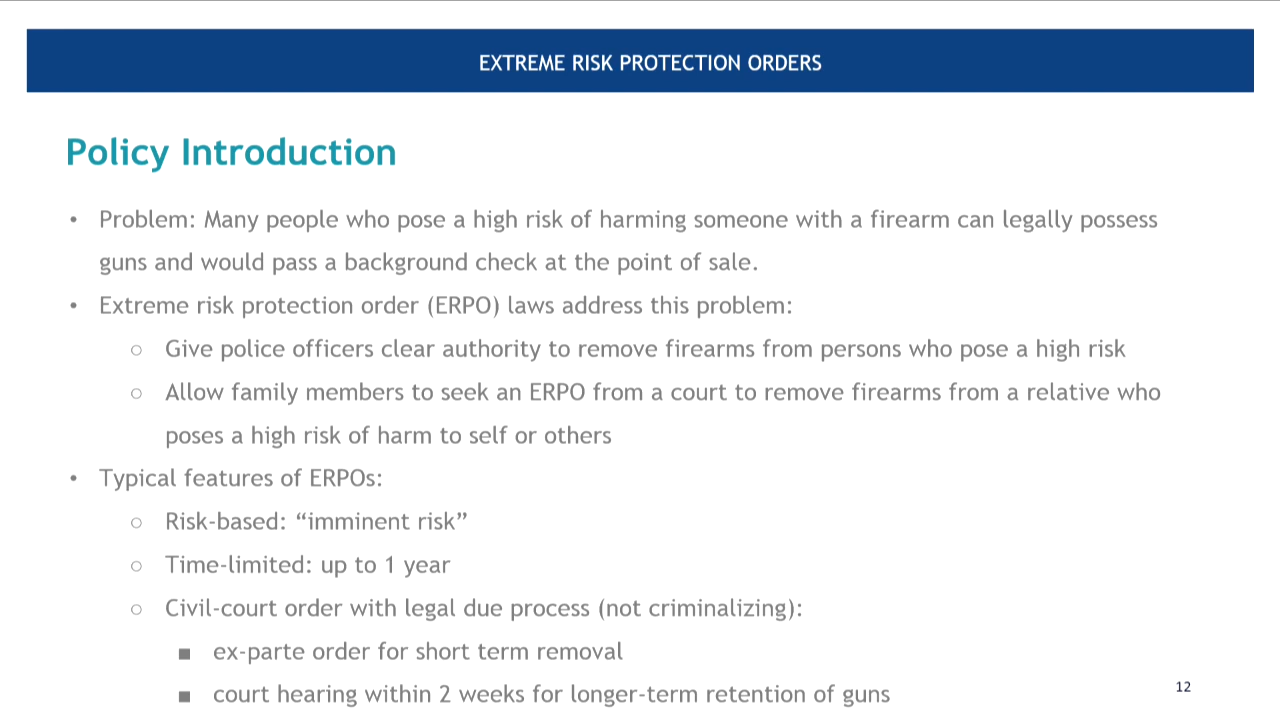 EXTREME RISK PROTECTION ORDERS
Policy Introduction
• Problem: Many people who pose a high risk of harming someone with a firearm can legally possess
guns and would pass a background check at the point of sale.
• Extreme risk protection order (ERPO) laws address this problem:
○ Give police officers clear authority to remove firearms from persons who pose a high risk
○ Allow family members to seek an ERPO from a court to remove firearms from a relative who
poses a high risk of harm to self or others
• Typical features of ERPOs:
○ Risk-based: “imminent risk”
○ Time-limited: up to 1 year
○ Civil-court order with legal due process (not criminalizing):
■ ex-parte order for short term removal
■ court hearing within 2 weeks for longer-term retention of guns
12